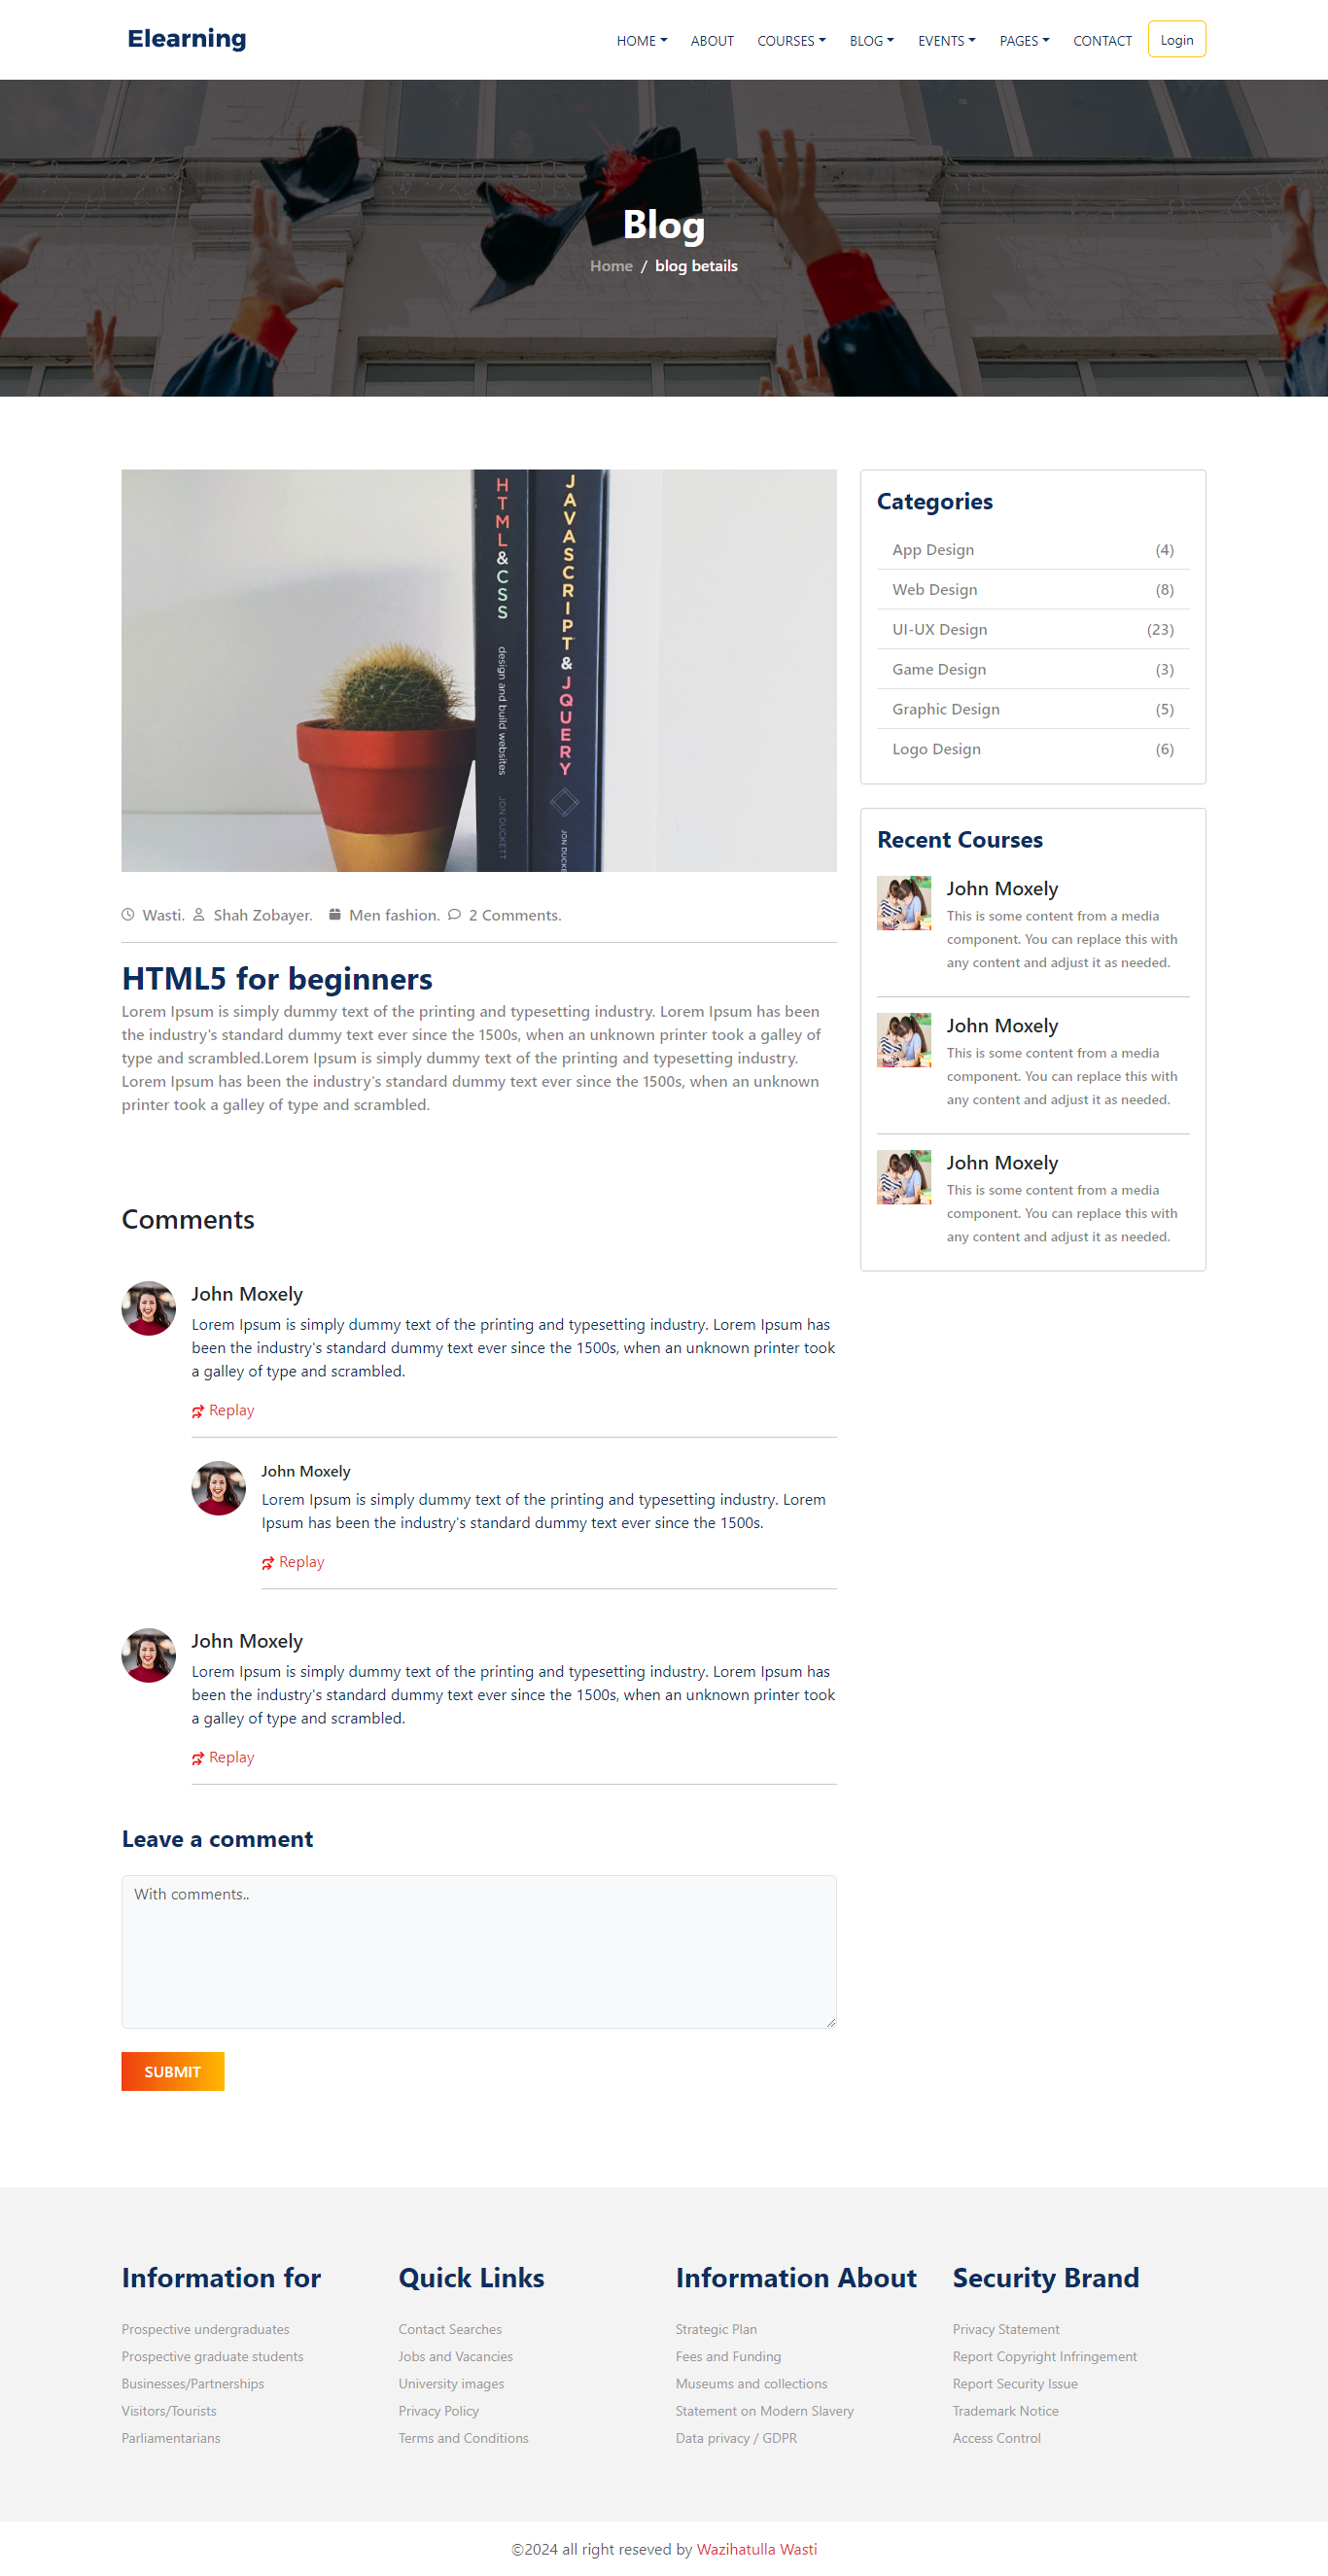 Elearning
HOME ABOUT COURSES BLOG EVENTS PAGES CONTACT Login
Blog
Home / blog betails
HTML&CSS
design and build websites
JON DUCKETT
JAVASCRIPT & JQUERY
JON DUCKE
Wasti. Shah Zobayer. Men fashion. 2 Comments.
HTML5 for beginners
Lorem Ipsum is simply dummy text of the printing and typesetting industry. Lorem Ipsum has been
the industry's standard dummy text ever since the 1500s, when an unknown printer took a galley of
type and scrambled.Lorem Ipsum is simply dummy text of the printing and typesetting industry.
Lorem Ipsum has been the industry's standard dummy text ever since the 1500s, when an unknown
printer took a galley of type and scrambled.
Comments
John Moxely
Lorem Ipsum is simply dummy text of the printing and typesetting industry. Lorem Ipsum has
been the industry's standard dummy text ever since the 1500s, when an unknown printer took
a galley of type and scrambled.
Replay
John Moxely
Lorem Ipsum is simply dummy text of the printing and typesetting industry. Lorem
Ipsum has been the industry's standard dummy text ever since the 1500s.
Replay
John Moxely
Lorem Ipsum is simply dummy text of the printing and typesetting industry. Lorem Ipsum has
been the industry's standard dummy text ever since the 1500s, when an unknown printer took
a galley of type and scrambled.
Replay
Leave a comment
With comments..
SUBMIT
Categories
App Design (4)
Web Design (8)
UI-UX Design (23)
Game Design (3)
Graphic Design (5)
Logo Design (6)
Recent Courses
John Moxely
This is some content from a media
component. You can replace this with
any content and adjust it as needed.
John Moxely
This is some content from a media
component. You can replace this with
any content and adjust it as needed.
John Moxely
This is some content from a media
component. You can replace this with
any content and adjust it as needed.
Information for
Prospective undergraduates
Prospective graduate students
Businesses/Partnerships
Visitors/Tourists
Parliamentarians
Quick Links
Contact Searches
Jobs and Vacancies
University images
Privacy Policy
Terms and Conditions
Information About
Strategic Plan
Fees and Funding
Museums and collections
Statement on Modern Slavery
Data privacy / GDPR
Security Brand
Privacy Statement
Report Copyright Infringement
Report Security Issue
Trademark Notice
Access Control
©2024 all right reseved by Wazihatulla Wasti